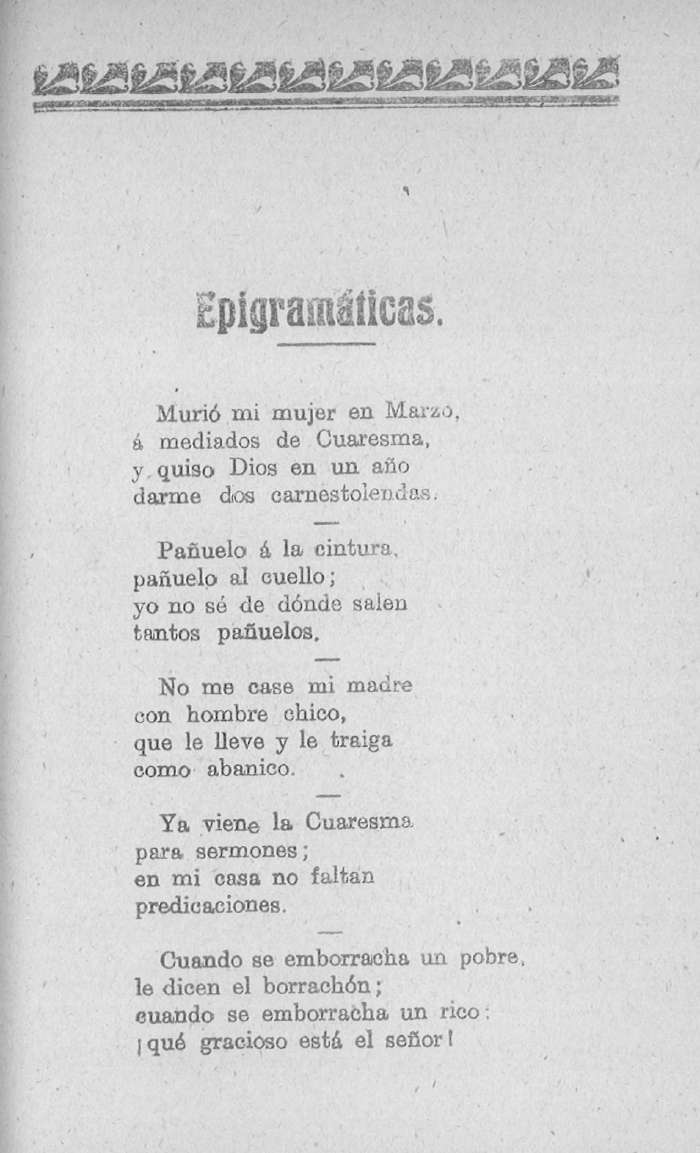 Epigramáticas.
Murió mi mujer en Marzo,
á mediados de Cuaresma,
y quiso Dios en un año
darme dos carnestolendas.
Pañuelo á la cintura,
pañuelo al cuello;
yo no sé de dónde salen
tantos pañuelos.
No me case mi madre
con hombre chico,
que le lleve y le traiga
como abanico.
Ya viene la Cuaresma
para sermones;
en mi casa no faltan
predicaciones.
Cuando se emborracha un pobre,
le dicen el borrachón;
cuando se emborracha un rico:
¡qué gracioso está el señor!